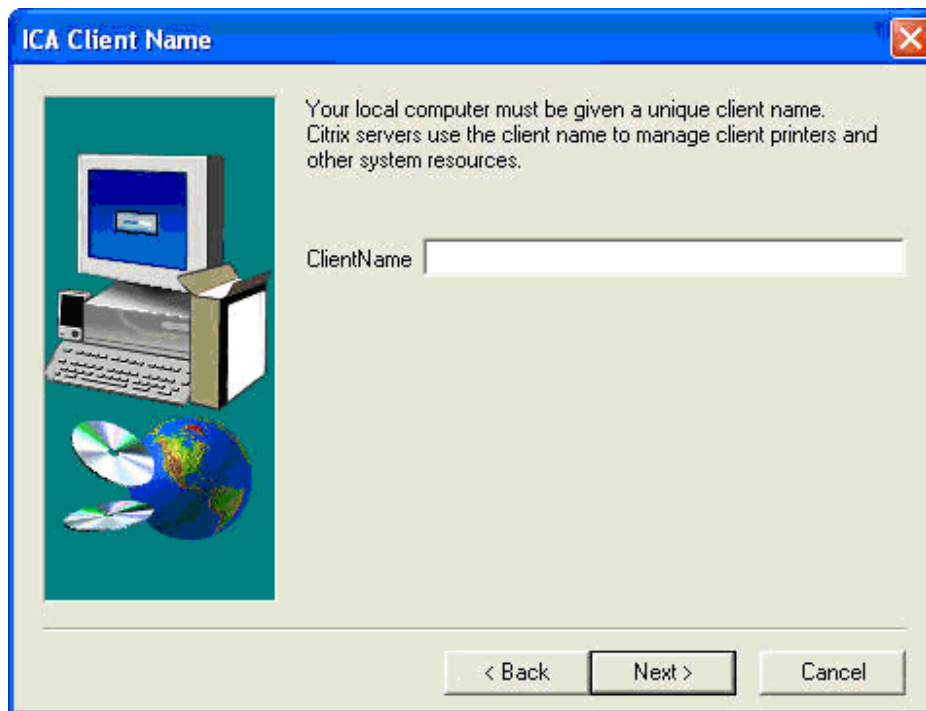 ICA Client Name
Your local computer must be given a unique client name.
Citrix servers use the client name to manage client printers and
other system resources.
ClientName
< Back Next > Cancel